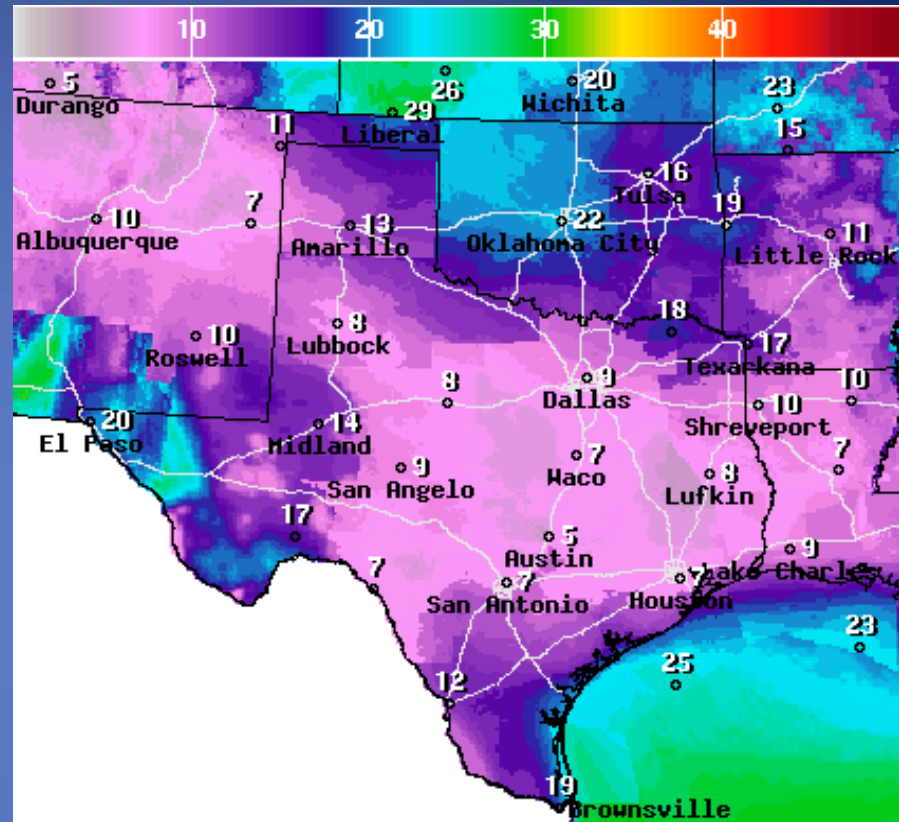 10 20 30 40
5 26 20 23
Durango 29 Wichita
11 Liberal 15
16
Tulsa
10 7 13 22 19 11
Albuquerque Amarillo Oklahoma City Little Rock
10 8 18 17
Roswell Lubbock Texarkana
9
8 Dallas 10 10
20 14 Shreveport
El Paso Midland
9 7 8 7
San Angelo Waco Lufkin
17 5 9
Austin
7 7 7 Lake Charle
San Antonio Houston
23
25
12
19
Brownsville